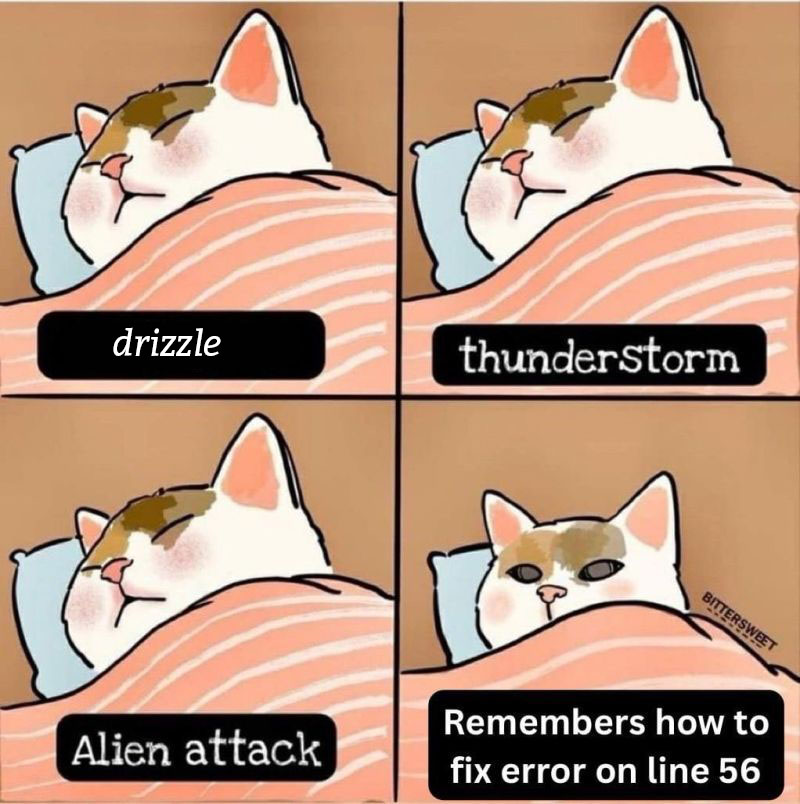 drizzle
thunderstorm
Alien attack
BITTERSWEET
Remembers how to
fix error on line 56